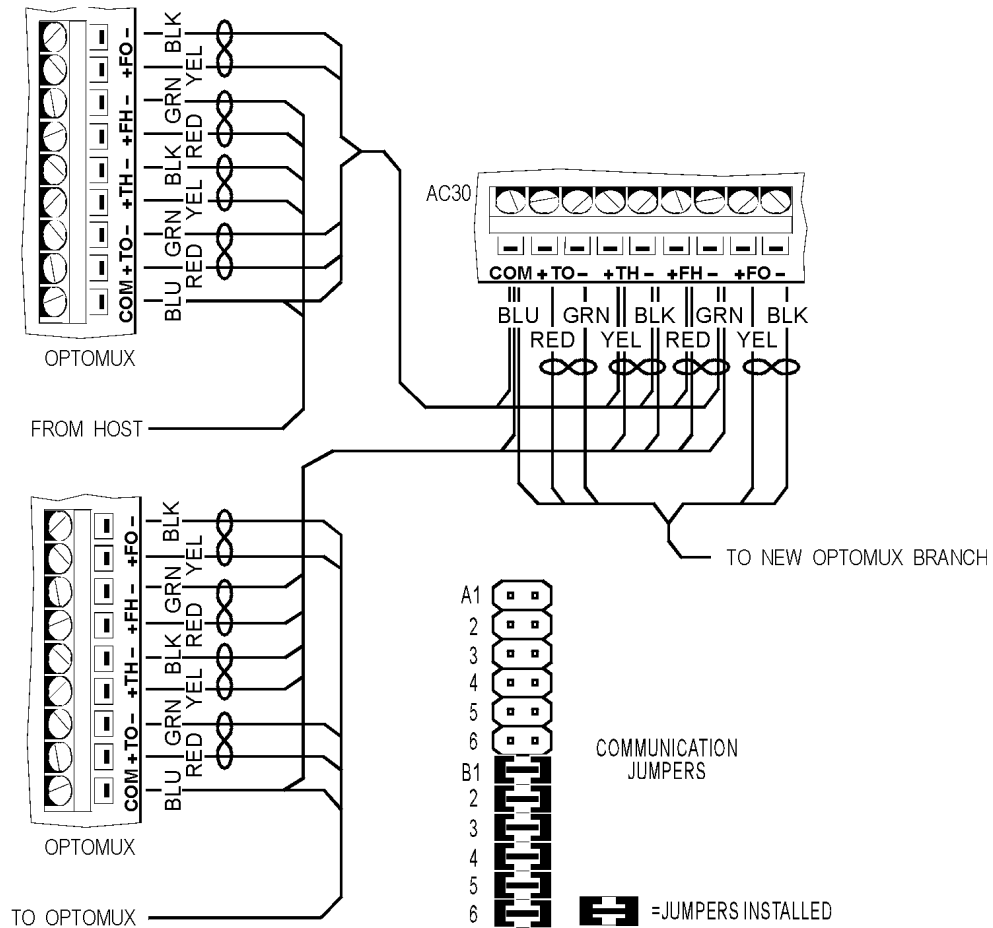 BLK
YEL
GRN
RED
BLK
YEL
GRN
RED
BLU
COM + TO - + TH - + FH - + FO -
OPTOMUX
FROM HOST
AC30
COM + TO - + TH - + FH - + FO -
BLU GRN BLK GRN BLK
RED YEL RED YEL
TO NEW OPTOMUX BRANCH
BLK
YEL
GRN
RED
BLK
YEL
GRN
RED
BLU
COM + TO - + TH - + FH - + FO -
OPTOMUX
TO OPTOMUX
A1
2
3
4
5
6
B1
2
3
4
5
6
COMMUNICATION
JUMPERS
=JUMPERS INSTALLED